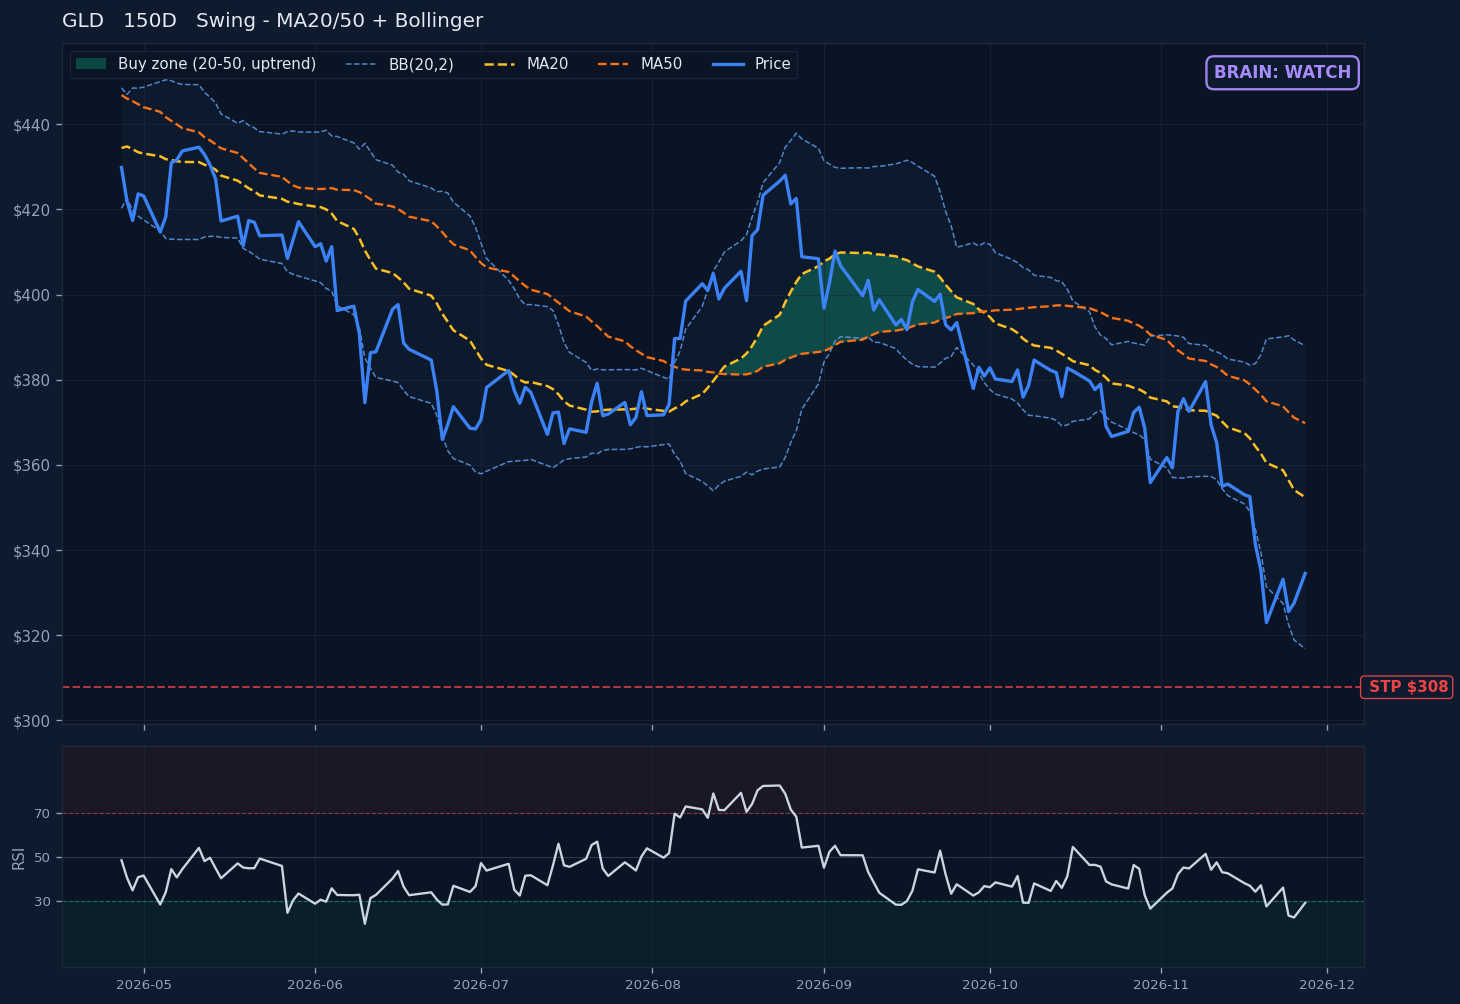 GLD   150D   Swing - MA20/50 + Bollinger
Buy zone (20-50, uptrend)   BB(20,2)   MA20   MA50   Price
BRAIN: WATCH
$440
$420
$400
$380
$360
$340
$320
$300
STP $308
RSI
70
50
30
2026-05   2026-06   2026-07   2026-08   2026-09   2026-10   2026-11   2026-12